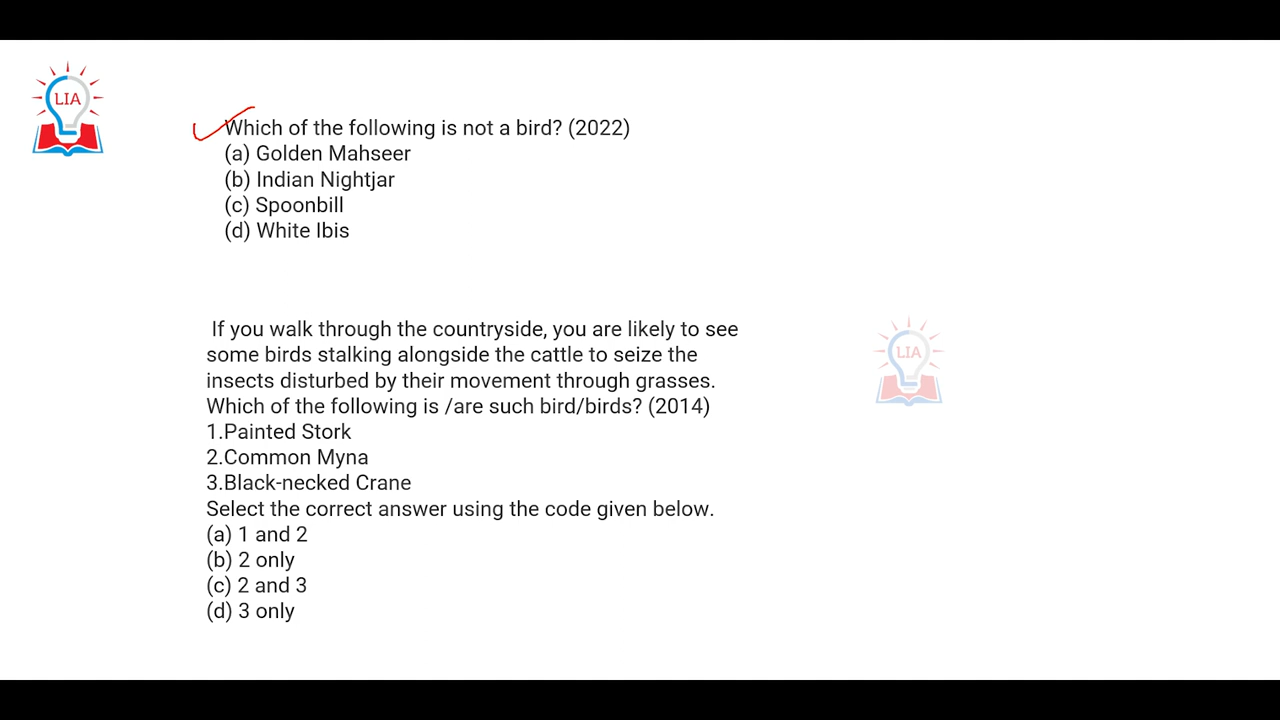 LIA
Which of the following is not a bird? (2022)
(a) Golden Mahseer
(b) Indian Nightjar
(c) Spoonbill
(d) White Ibis
If you walk through the countryside, you are likely to see
some birds stalking alongside the cattle to seize the
insects disturbed by their movement through grasses.
Which of the following is /are such bird/birds? (2014)
1.Painted Stork
2.Common Myna
3.Black-necked Crane
Select the correct answer using the code given below.
(a) 1 and 2
(b) 2 only
(c) 2 and 3
(d) 3 only
LIA